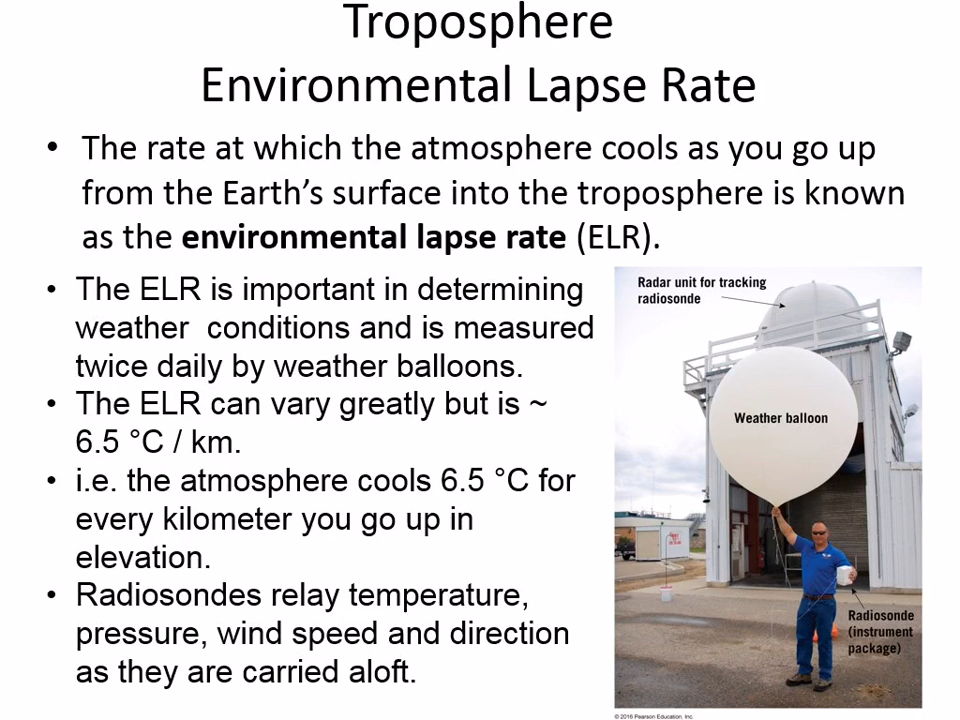 Troposphere
Environmental Lapse Rate
• The rate at which the atmosphere cools as you go up
from the Earth’s surface into the troposphere is known
as the environmental lapse rate (ELR).
• The ELR is important in determining
weather  conditions and is measured
twice daily by weather balloons.
• The ELR can vary greatly but is ~
6.5 °C / km.
• i.e. the atmosphere cools 6.5 °C for
every kilometer you go up in
elevation.
• Radiosondes relay temperature,
pressure, wind speed and direction
as they are carried aloft.
Radar unit for tracking
radiosonde
Weather balloon
Radiosonde
(instrument
package)
© 2016 Pearson Education, Inc.